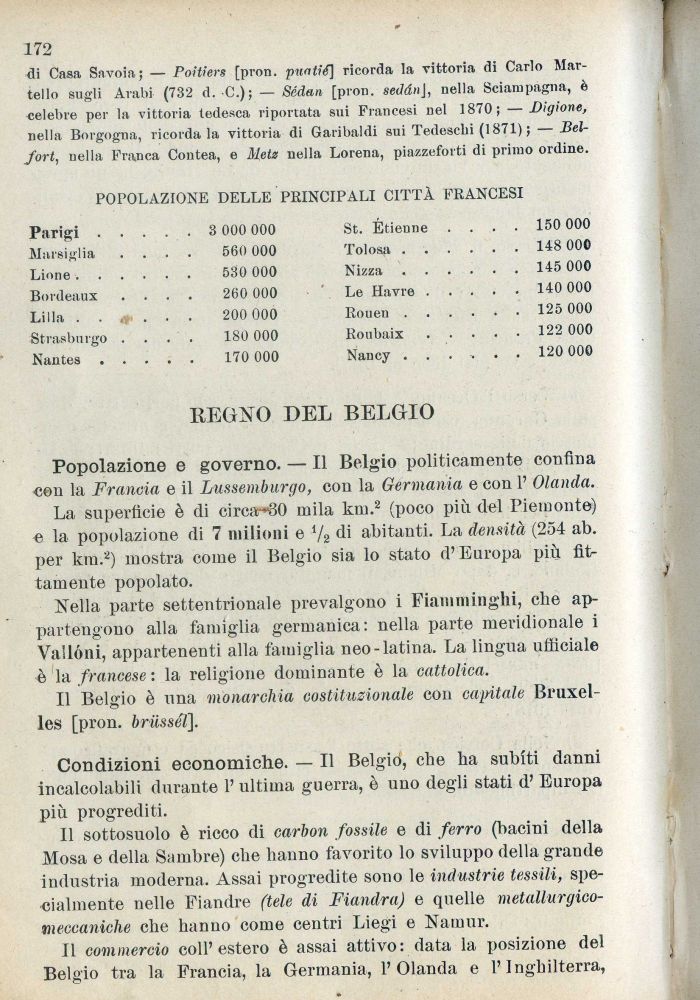 172
di Casa Savoia; — Poitiers [pron. puatié] ricorda la vittoria di Carlo Mar-
tello sugli Arabi (732 d. C.); — Sédan [pron. sedán], nella Sciampagna, è
celebre per la vittoria tedesca riportata sui Francesi nel 1870; — Digione,
nella Borgogna, ricorda la vittoria di Garibaldi sui Tedeschi (1871); — Bel-
fort, nella Franca Contea, e Metz nella Lorena, piazzeforti di primo ordine.
POPOLAZIONE DELLE PRINCIPALI CITTÀ FRANCESI
Parigi . . . . . 3 000 000
Marsiglia . . . . 560 000
Lione . . . . . . 530 000
Bordeaux . . . . 260 000
Lilla . . . . . . 200 000
Strasburgo . . . . 180 000
Nantes . . . . . 170 000
St. Étienne . . . . 150 000
Tolosa . . . . . . 148 000
Nizza . . . . . . 145 000
Le Havre . . . . . 140 000
Rouen . . . . . . 125 000
Roubaix . . . . . 122 000
Nancy . . . . . . 120 000
REGNO DEL BELGIO
Popolazione e governo. — Il Belgio politicamente confina
con la Francia e il Lussemburgo, con la Germania e con l' Olanda.
La superficie è di circa 30 mila km.² (poco più del Piemonte)
e la popolazione di 7 milioni e ½ di abitanti. La densità (254 ab.
per km.²) mostra come il Belgio sia lo stato d' Europa più fit-
tamente popolato.
Nella parte settentrionale prevalgono i Fiamminghi, che ap-
partengono alla famiglia germanica: nella parte meridionale i
Vallóni, appartenenti alla famiglia neo-latina. La lingua ufficiale
è la francese: la religione dominante è la cattolica.
Il Belgio è una monarchia costituzionale con capitale Bruxel-
les [pron. brüssél].
Condizioni economiche. — Il Belgio, che ha subíti danni
incalcolabili durante l' ultima guerra, è uno degli stati d' Europa
più progrediti.
Il sottosuolo è ricco di carbon fossile e di ferro (bacini della
Mosa e della Sambre) che hanno favorito lo sviluppo della grande
industria moderna. Assai progredite sono le industrie tessili, spe-
cialmente nelle Fiandre (tele di Fiandra) e quelle metallurgico-
meccaniche che hanno come centri Liegi e Namur.
Il commercio coll' estero è assai attivo: data la posizione del
Belgio tra la Francia, la Germania, l' Olanda e l' Inghilterra,